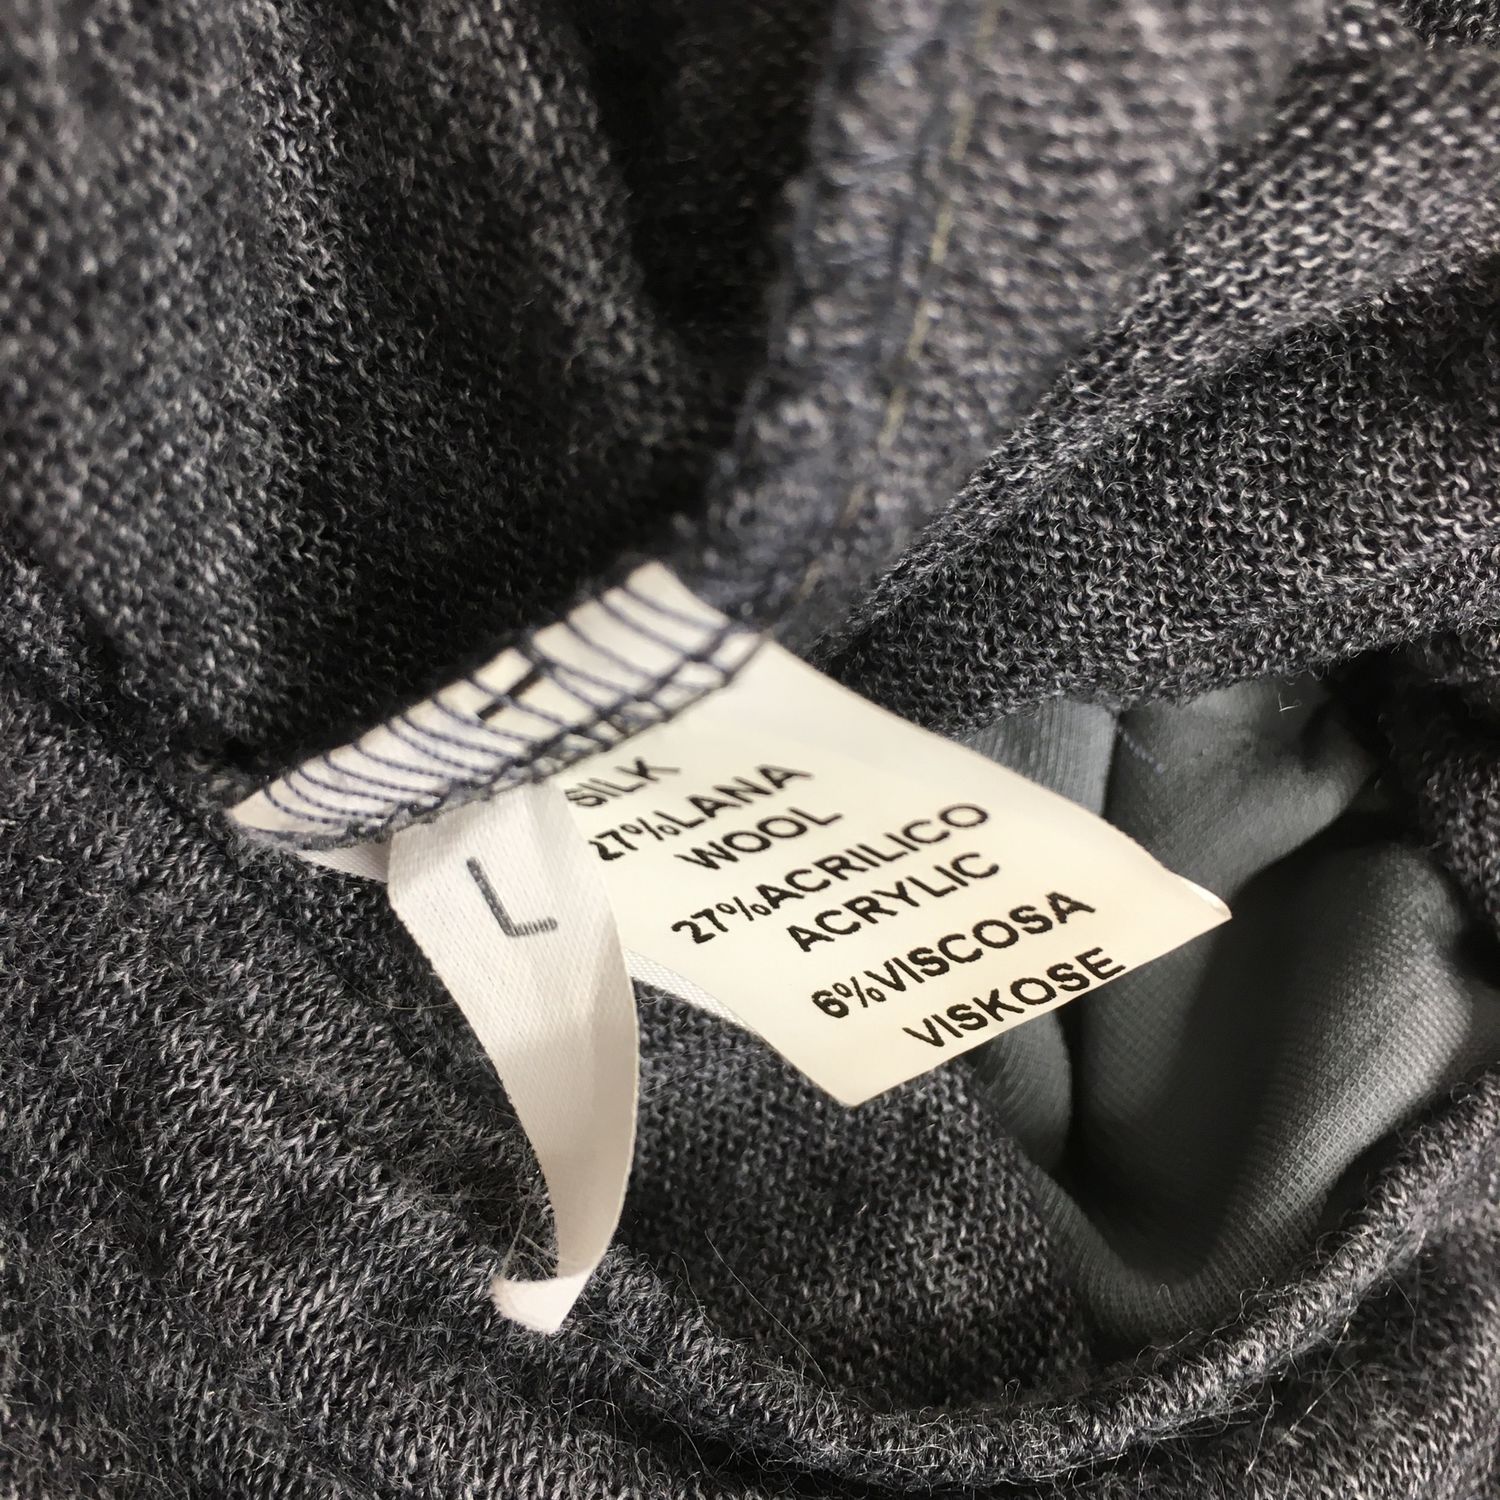 SILK
27%LANA
WOOL
27%ACRILICO
ACRYLIC
6%VISCOSA
VISKOSE
L